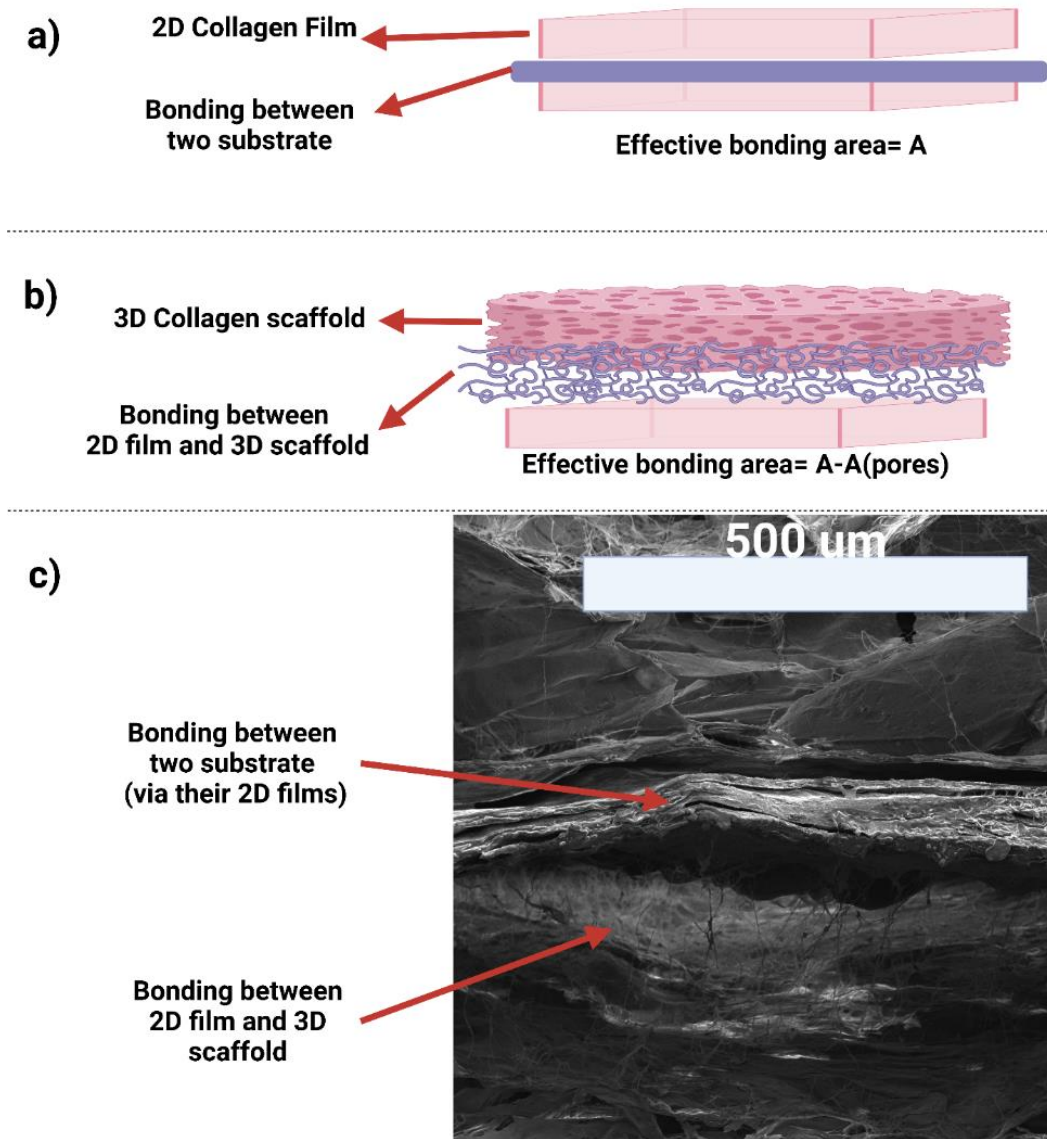 a)
2D Collagen Film
Bonding between
two substrate
Effective bonding area= A
b)
3D Collagen scaffold
Bonding between
2D film and 3D scaffold
Effective bonding area= A-A(pores)
c)
500 um
Bonding between
two substrate
(via their 2D films)
Bonding between
2D film and 3D
scaffold